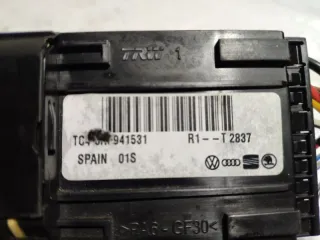 TRW 1
941531 R1--T2837
SPAIN 01S
>PA6-GF30<